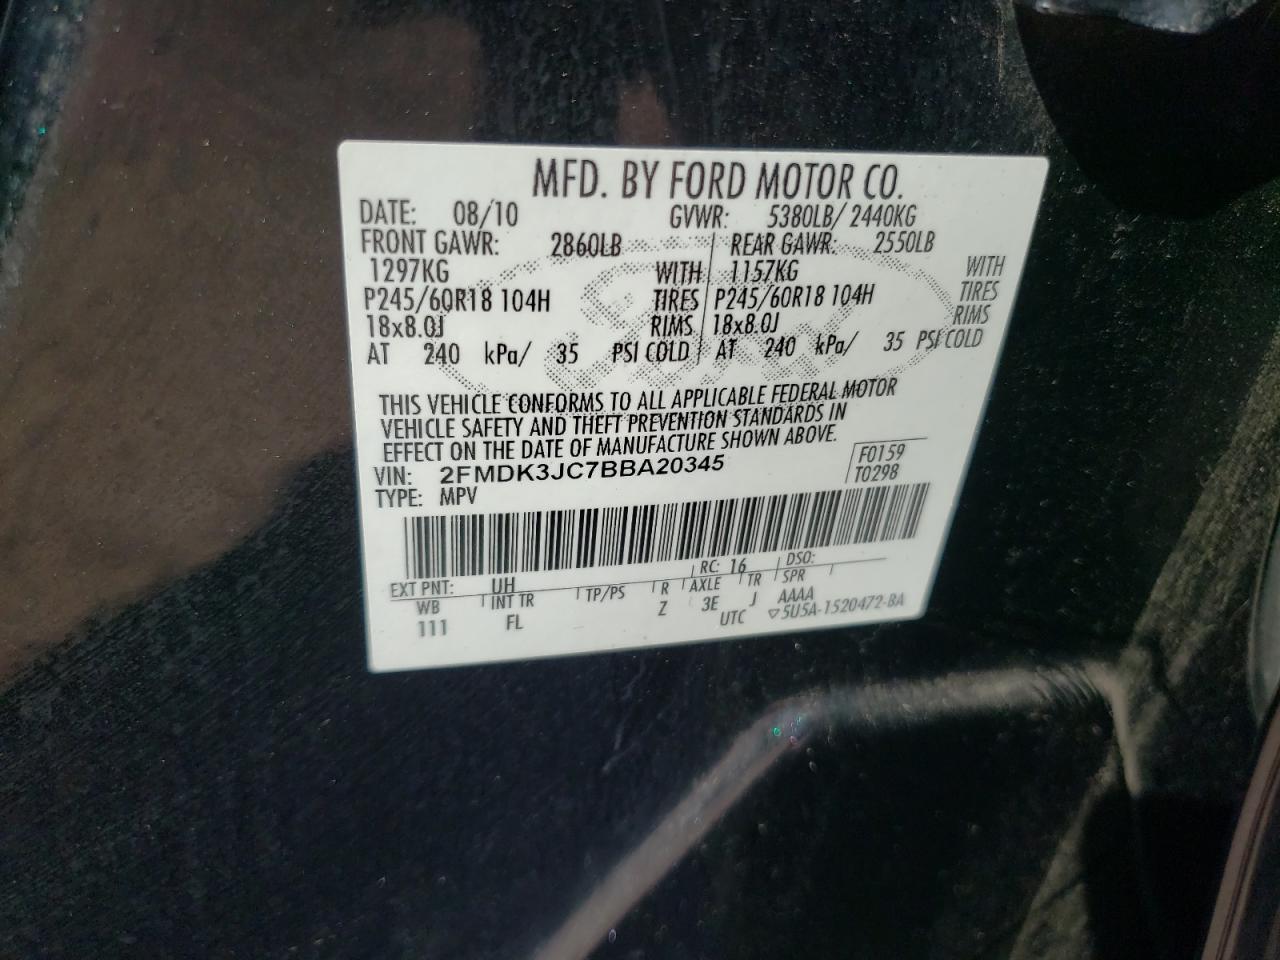 MFD. BY FORD MOTOR CO.
DATE: 08/10 GVWR: 5380LB/ 2440KG
FRONT GAWR: 2860LB REAR GAWR: 2550LB
1297KG WITH 1157KG WITH
P245/60R18 104H TIRES P245/60R18 104H TIRES
18x8.0J RIMS 18x8.0J RIMS
AT 240 kPa/ 35 PSI COLD AT 240 kPa/ 35 PSI COLD
THIS VEHICLE CONFORMS TO ALL APPLICABLE FEDERAL MOTOR
VEHICLE SAFETY AND THEFT PREVENTION STANDARDS IN
EFFECT ON THE DATE OF MANUFACTURE SHOWN ABOVE.
VIN: 2FMDK3JC7BBA20345 F0159
TYPE: MPV T0298
EXT PNT: UH RC: 16 DSO:
WB INT TR TP/PS R AXLE TR SPR
111 FL Z 3E J AAAA
UTC ▽5U5A-1520472-BA